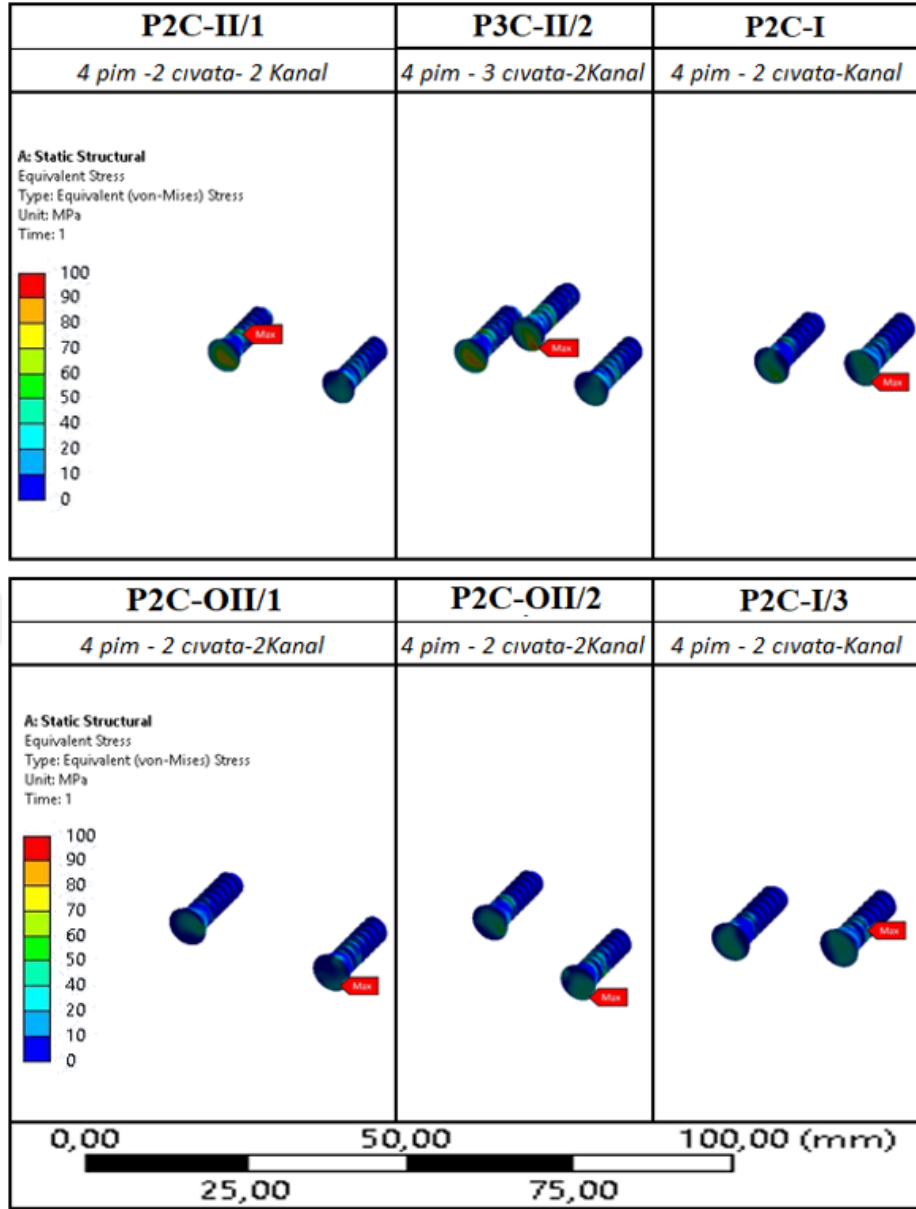 P2C-II/1
P3C-II/2
P2C-I
4 pim -2 cıvata- 2 Kanal
4 pim - 3 cıvata-2Kanal
4 pim - 2 cıvata-Kanal
A: Static Structural
Equivalent Stress
Type: Equivalent (von-Mises) Stress
Unit: MPa
Time: 1
100
90
80
70
60
50
40
20
10
0
Max
Max
Max
P2C-OII/1
P2C-OII/2
P2C-I/3
4 pim - 2 cıvata-2Kanal
4 pim - 2 cıvata-2Kanal
4 pim - 2 cıvata-Kanal
A: Static Structural
Equivalent Stress
Type: Equivalent (von-Mises) Stress
Unit: MPa
Time: 1
100
90
80
70
60
50
40
20
10
0
Max
Max
Max
0,00 50,00 100,00 (mm)
25,00 75,00